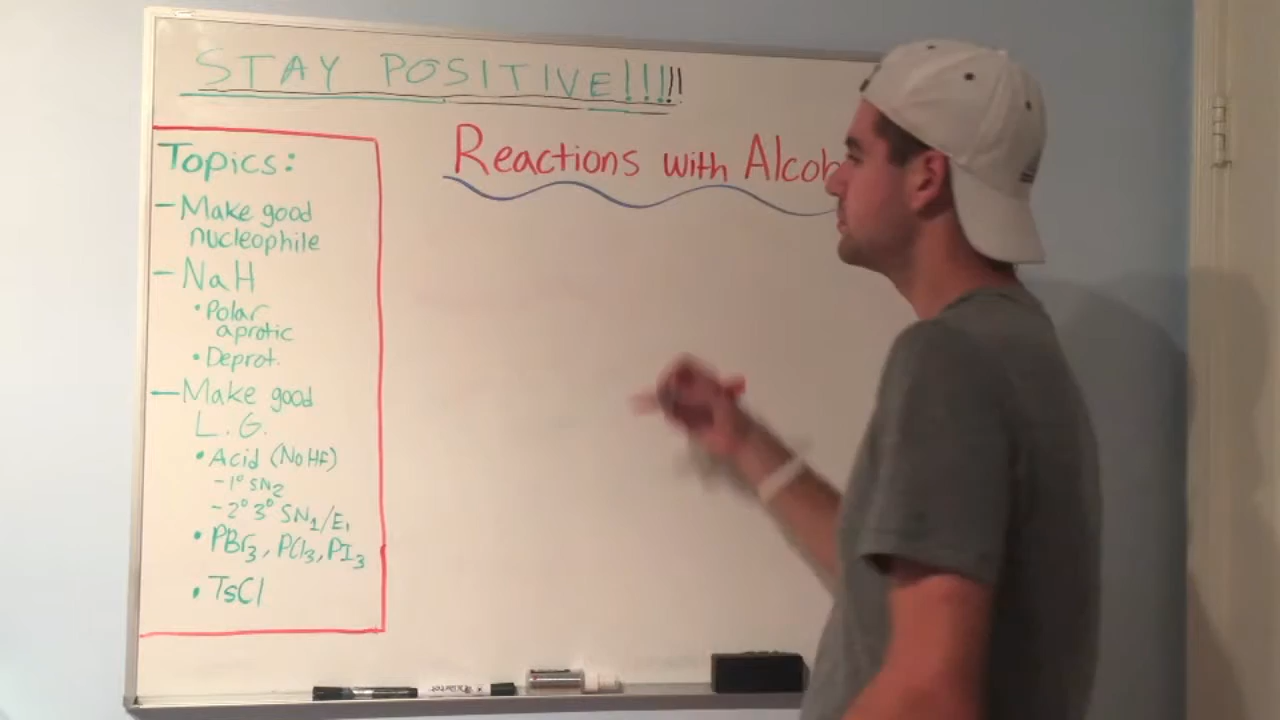 STAY POSITIVE!!!!!
Reactions with Alcoh
Topics:
- Make good
nucleophile
- NaH
• Polar
aprotic
• Deprot.
- Make good
L.G.
• Acid (No HF)
- 1° SN2
- 2° 3° SN1/E1
• PBr3, PCl3, PI3
• TsCl